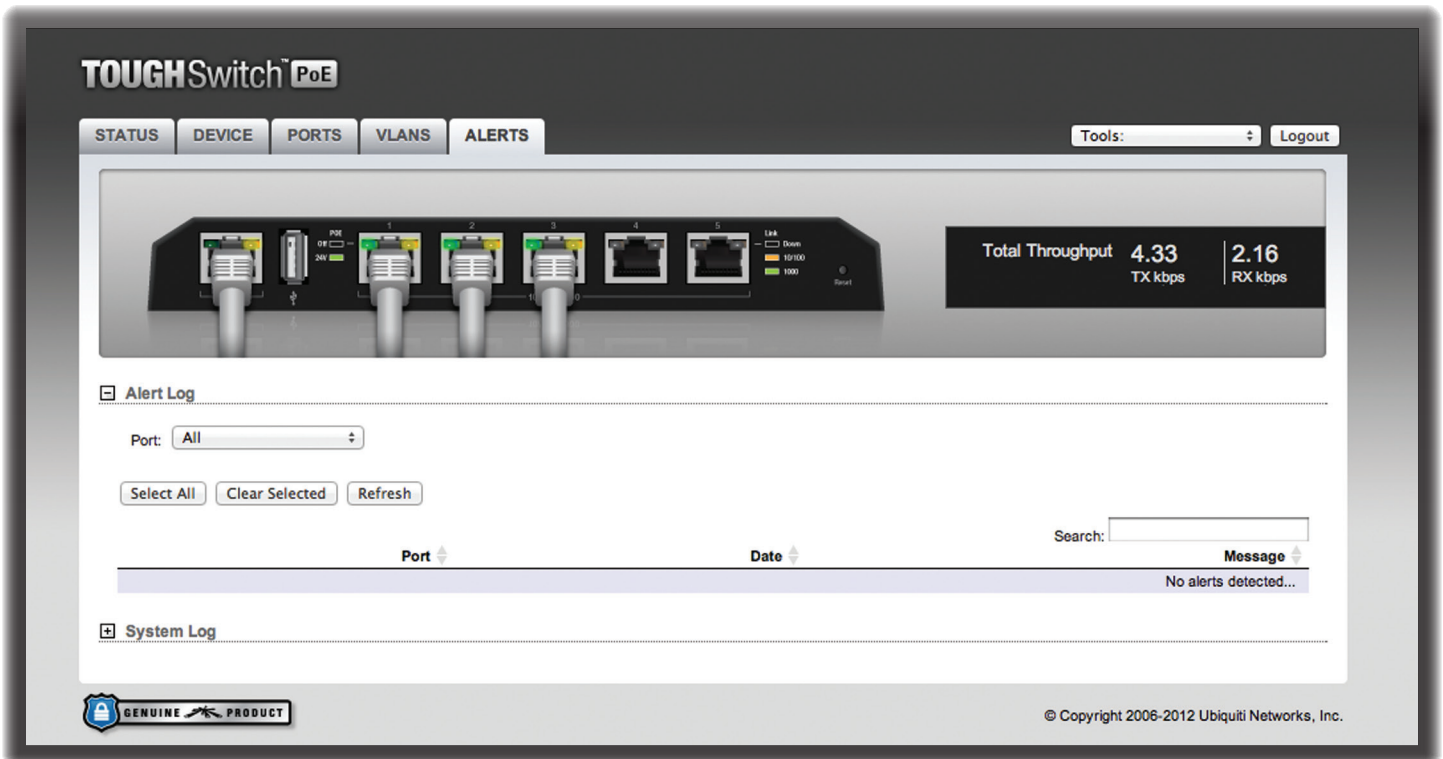 TOUGHSwitch™ PoE
STATUS
DEVICE
PORTS
VLANS
ALERTS
Tools:
Logout
POE
Off
24V
1
2
3
4
5
Link
Down
10/100
1000
Reset
Total Throughput
4.33
TX kbps
2.16
RX kbps
Alert Log
Port: All
Select All
Clear Selected
Refresh
Search:
Port
Date
Message
No alerts detected...
System Log
GENUINE PRODUCT
© Copyright 2006-2012 Ubiquiti Networks, Inc.